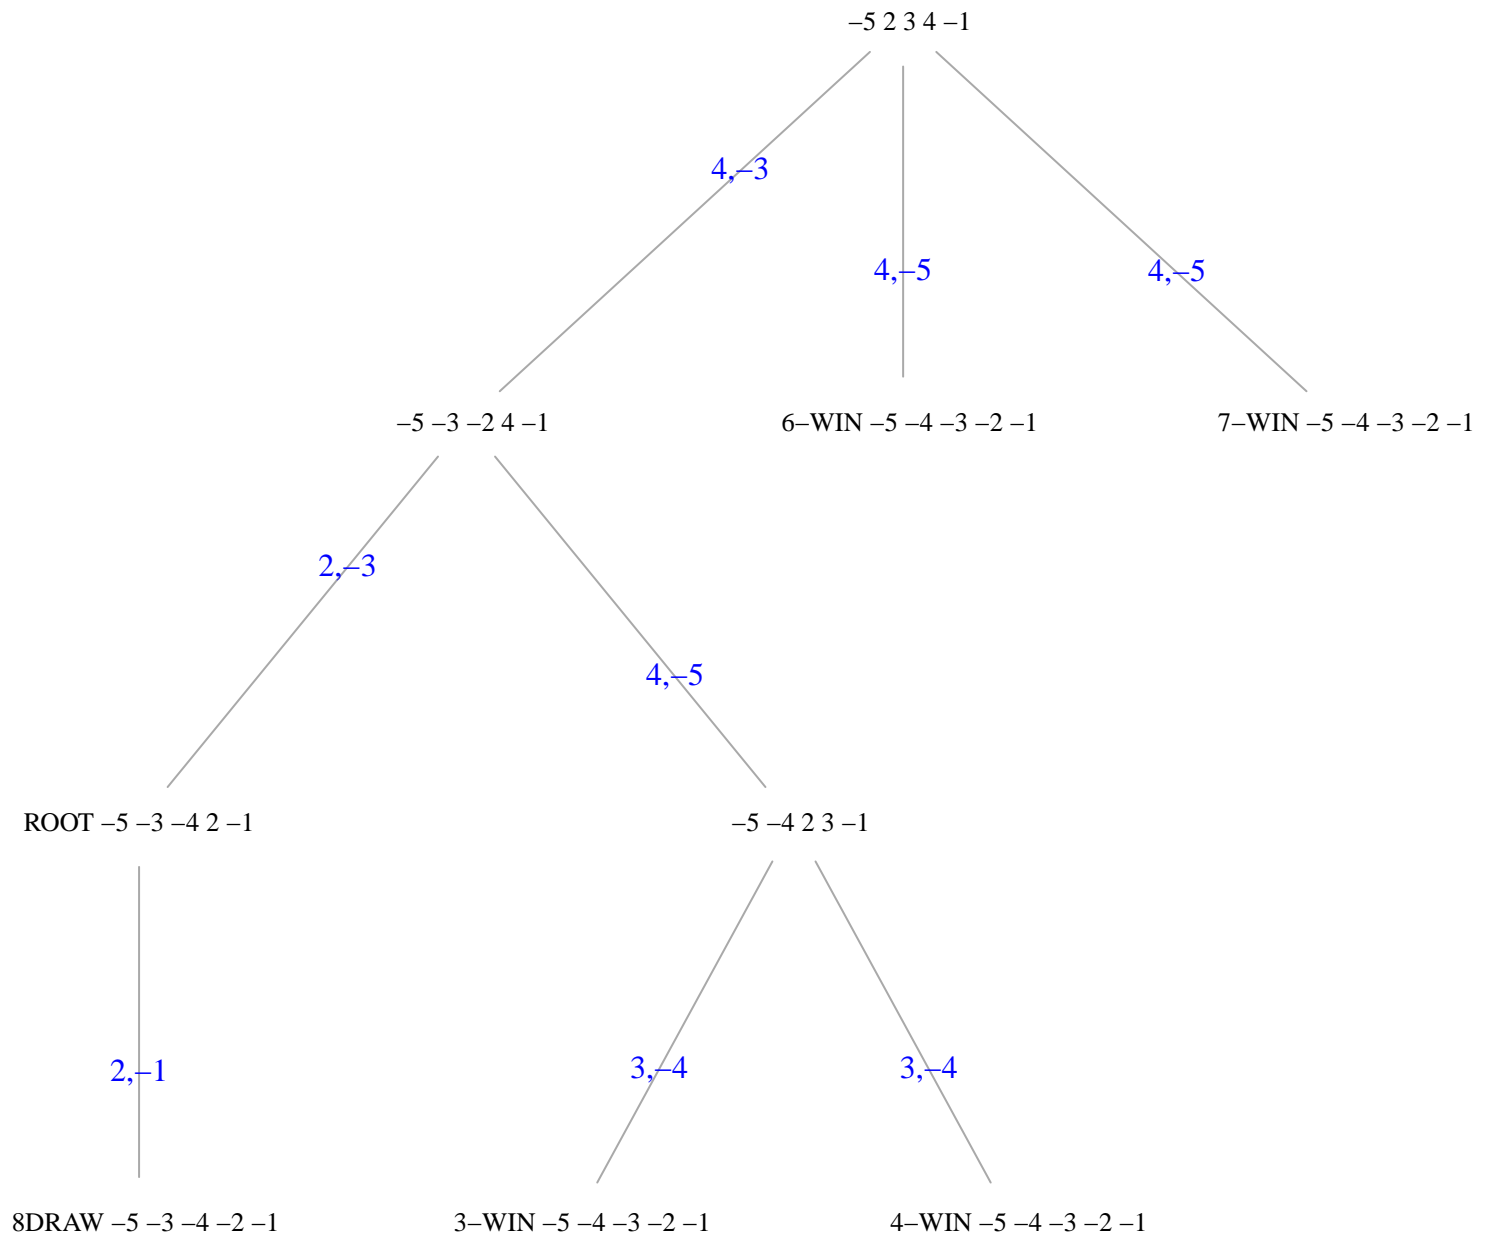 –5 2 3 4 –1
4,–3
4,–5
4,–5
–5 –3 –2 4 –1
6–WIN –5 –4 –3 –2 –1
7–WIN –5 –4 –3 –2 –1
2,–3
4,–5
ROOT –5 –3 –4 2 –1
–5 –4 2 3 –1
2,–1
3,–4
3,–4
8DRAW –5 –3 –4 –2 –1
3–WIN –5 –4 –3 –2 –1
4–WIN –5 –4 –3 –2 –1